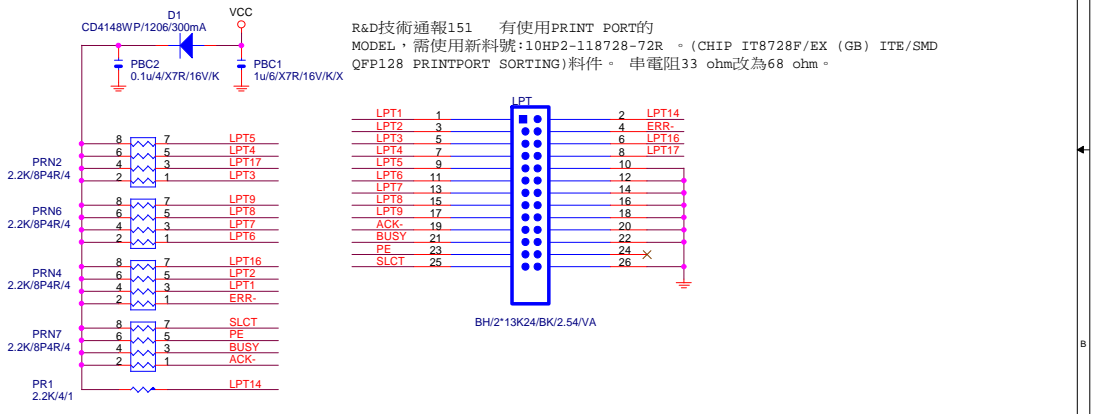 D1
CD4148WP/1206/300mA
VCC
PBC2
0.1u/4/X7R/16V/K
PBC1
1u/6/X7R/16V/K/X
R&D技術通報151 有使用PRINT PORT的
MODEL，需使用新料號:10HP2-118728-72R 。(CHIP IT8728F/EX (GB) ITE/SMD
QFP128 PRINTPORT SORTING)料件。 串電阻33 ohm改為68 ohm。
PRN2
2.2K/8P4R/4
8 7 LPT5
6 5 LPT4
4 3 LPT17
2 1 LPT3
PRN6
2.2K/8P4R/4
8 7 LPT9
6 5 LPT8
4 3 LPT7
2 1 LPT6
PRN4
2.2K/8P4R/4
8 7 LPT16
6 5 LPT2
4 3 LPT1
2 1 ERR-
PRN7
2.2K/8P4R/4
8 7 SLCT
6 5 PE
4 3 BUSY
2 1 ACK-
PR1
2.2K/4/1
LPT14
LPT
LPT1 1 2 LPT14
LPT2 3 4 ERR-
LPT3 5 6 LPT16
LPT4 7 8 LPT17
LPT5 9 10
LPT6 11 12
LPT7 13 14
LPT8 15 16
LPT9 17 18
ACK- 19 20
BUSY 21 22
PE 23 24
SLCT 25 26
BH/2*13K24/BK/2.54/VA
B